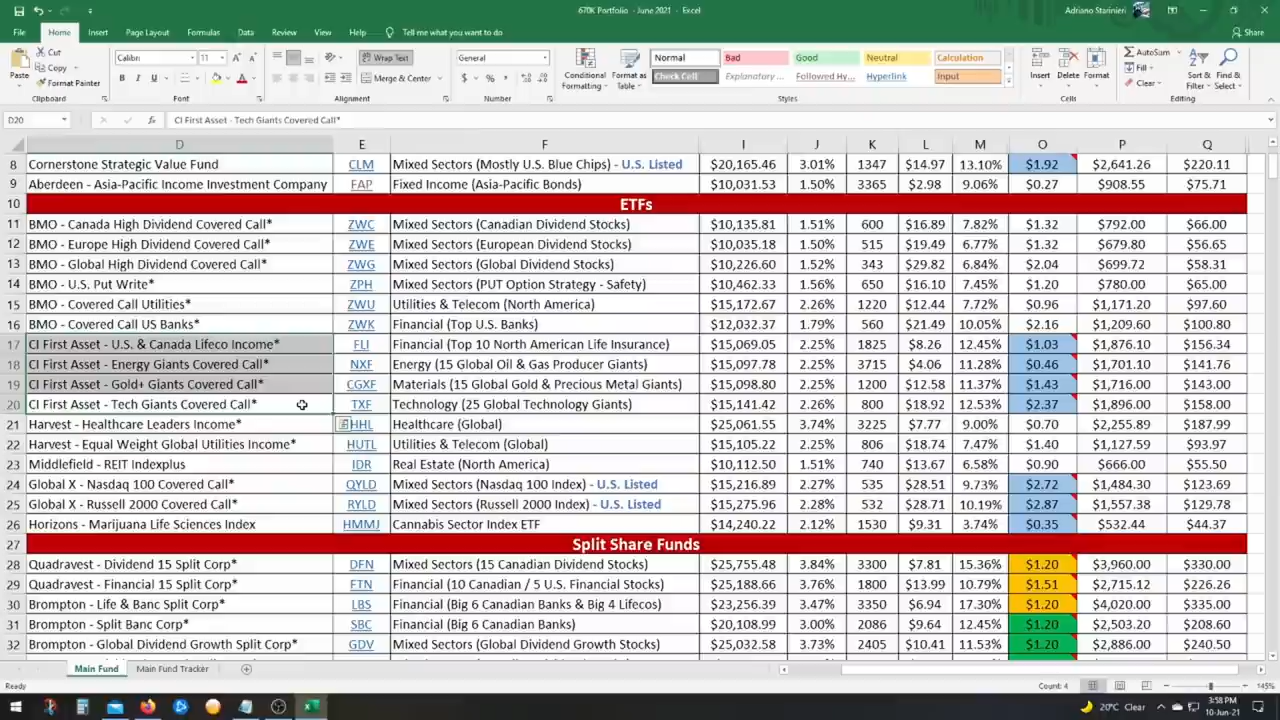 670K Portfolio - June 2021 - Excel
Adriano Starinieri
File Home Insert Page Layout Formulas Data Review View Help Tell me what you want to do Share
Paste Cut Copy Format Painter Clipboard
Calibri 11 B I U A A Font
Wrap Text Merge & Center Alignment
General $ % , Number
Conditional Formatting Format as Table
Normal Bad Good Neutral Calculation
Check Cell Explanatory ... Followed Hy... Hyperlink Input
Styles
Insert Delete Format Cells
AutoSum Fill Clear Sort & Filter Find & Select Editing
D20 fx CI First Asset - Tech Giants Covered Call*
D E F I J K L M O P Q
8 Cornerstone Strategic Value Fund CLM Mixed Sectors (Mostly U.S. Blue Chips) - U.S. Listed $20,165.46 3.01% 1347 $14.97 13.10% $1.92 $2,641.26 $220.11
9 Aberdeen - Asia-Pacific Income Investment Company FAP Fixed Income (Asia-Pacific Bonds) $10,031.53 1.50% 3365 $2.98 9.06% $0.27 $908.55 $75.71
10 ETFs
11 BMO - Canada High Dividend Covered Call* ZWC Mixed Sectors (Canadian Dividend Stocks) $10,135.81 1.51% 600 $16.89 7.82% $1.32 $792.00 $66.00
12 BMO - Europe High Dividend Covered Call* ZWE Mixed Sectors (European Dividend Stocks) $10,035.18 1.50% 515 $19.49 6.77% $1.32 $679.80 $56.65
13 BMO - Global High Dividend Covered Call* ZWG Mixed Sectors (Global Dividend Stocks) $10,226.60 1.52% 343 $29.82 6.84% $2.04 $699.72 $58.31
14 BMO - U.S. Put Write* ZPH Mixed Sectors (PUT Option Strategy - Safety) $10,462.33 1.56% 650 $16.10 7.45% $1.20 $780.00 $65.00
15 BMO - Covered Call Utilities* ZWU Utilities & Telecom (North America) $15,172.67 2.26% 1220 $12.44 7.72% $0.96 $1,171.20 $97.60
16 BMO - Covered Call US Banks* ZWK Financial (Top U.S. Banks) $12,032.37 1.79% 560 $21.49 10.05% $2.16 $1,209.60 $100.80
17 CI First Asset - U.S. & Canada Lifeco Income* FLI Financial (Top 10 North American Life Insurance) $15,069.05 2.25% 1825 $8.26 12.45% $1.03 $1,876.10 $156.34
18 CI First Asset - Energy Giants Covered Call* NXF Energy (15 Global Oil & Gas Producer Giants) $15,097.78 2.25% 3715 $4.06 11.28% $0.46 $1,701.10 $141.76
19 CI First Asset - Gold+ Giants Covered Call* CGXF Materials (15 Global Gold & Precious Metal Giants) $15,098.80 2.25% 1200 $12.58 11.37% $1.43 $1,716.00 $143.00
20 CI First Asset - Tech Giants Covered Call* TXF Technology (25 Global Technology Giants) $15,141.42 2.26% 800 $18.92 12.53% $2.37 $1,896.00 $158.00
21 Harvest - Healthcare Leaders Income* HHL Healthcare (Global) $25,061.55 3.74% 3225 $7.77 9.00% $0.70 $2,255.89 $187.99
22 Harvest - Equal Weight Global Utilities Income* HUTL Utilities & Telecom (Global) $15,105.22 2.25% 806 $18.74 7.47% $1.40 $1,127.59 $93.97
23 Middlefield - REIT Indexplus IDR Real Estate (North America) $10,112.50 1.51% 740 $13.67 6.58% $0.90 $666.00 $55.50
24 Global X - Nasdaq 100 Covered Call* QYLD Mixed Sectors (Nasdaq 100 Index) - U.S. Listed $15,216.89 2.27% 535 $28.51 9.73% $2.72 $1,484.30 $123.69
25 Global X - Russell 2000 Covered Call* RYLD Mixed Sectors (Russell 2000 Index) - U.S. Listed $15,275.96 2.28% 532 $28.71 10.19% $2.87 $1,557.38 $129.78
26 Horizons - Marijuana Life Sciences Index HMMJ Cannabis Sector Index ETF $14,240.22 2.12% 1530 $9.31 3.74% $0.35 $532.44 $44.37
27 Split Share Funds
28 Quadravest - Dividend 15 Split Corp* DFN Mixed Sectors (15 Canadian Dividend Stocks) $25,755.48 3.84% 3300 $7.81 15.36% $1.20 $3,960.00 $330.00
29 Quadravest - Financial 15 Split Corp* FTN Financial (10 Canadian / 5 U.S. Financial Stocks) $25,188.66 3.76% 1800 $13.99 10.79% $1.51 $2,715.12 $226.26
30 Brompton - Life & Banc Split Corp* LBS Financial (Big 6 Canadian Banks & Big 4 Lifecos) $23,256.39 3.47% 3350 $6.94 17.30% $1.20 $4,020.00 $335.00
31 Brompton - Split Banc Corp* SBC Financial (Big 6 Canadian Banks) $20,108.99 3.00% 2086 $9.64 12.45% $1.20 $2,503.20 $208.60
32 Brompton - Global Dividend Growth Split Corp* GDV Mixed Sectors (Global Dividend Growth Stocks) $25,032.58 3.73% 2405 $10.41 11.53% $1.20 $2,886.00 $240.50
Main Fund Main Fund Tracker
Ready Count: 4 145%
20°C Clear 3:58 PM
10-Jun-21